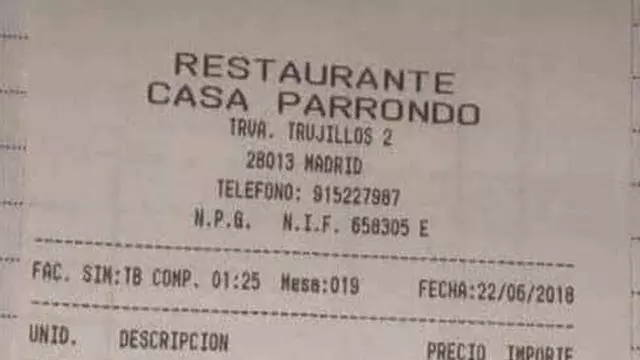 RESTAURANTE
CASA PARRONDO
TRVA. TRUJILLOS 2
28013 MADRID
TELEFONO: 915227987
N.P.G. N.I.F. 658305 E
FAC. SIM:TB COMP. 01:25 Mesa:019 FECHA:22/06/2018
UNID. DESCRIPCION PRECIO IMPORTE